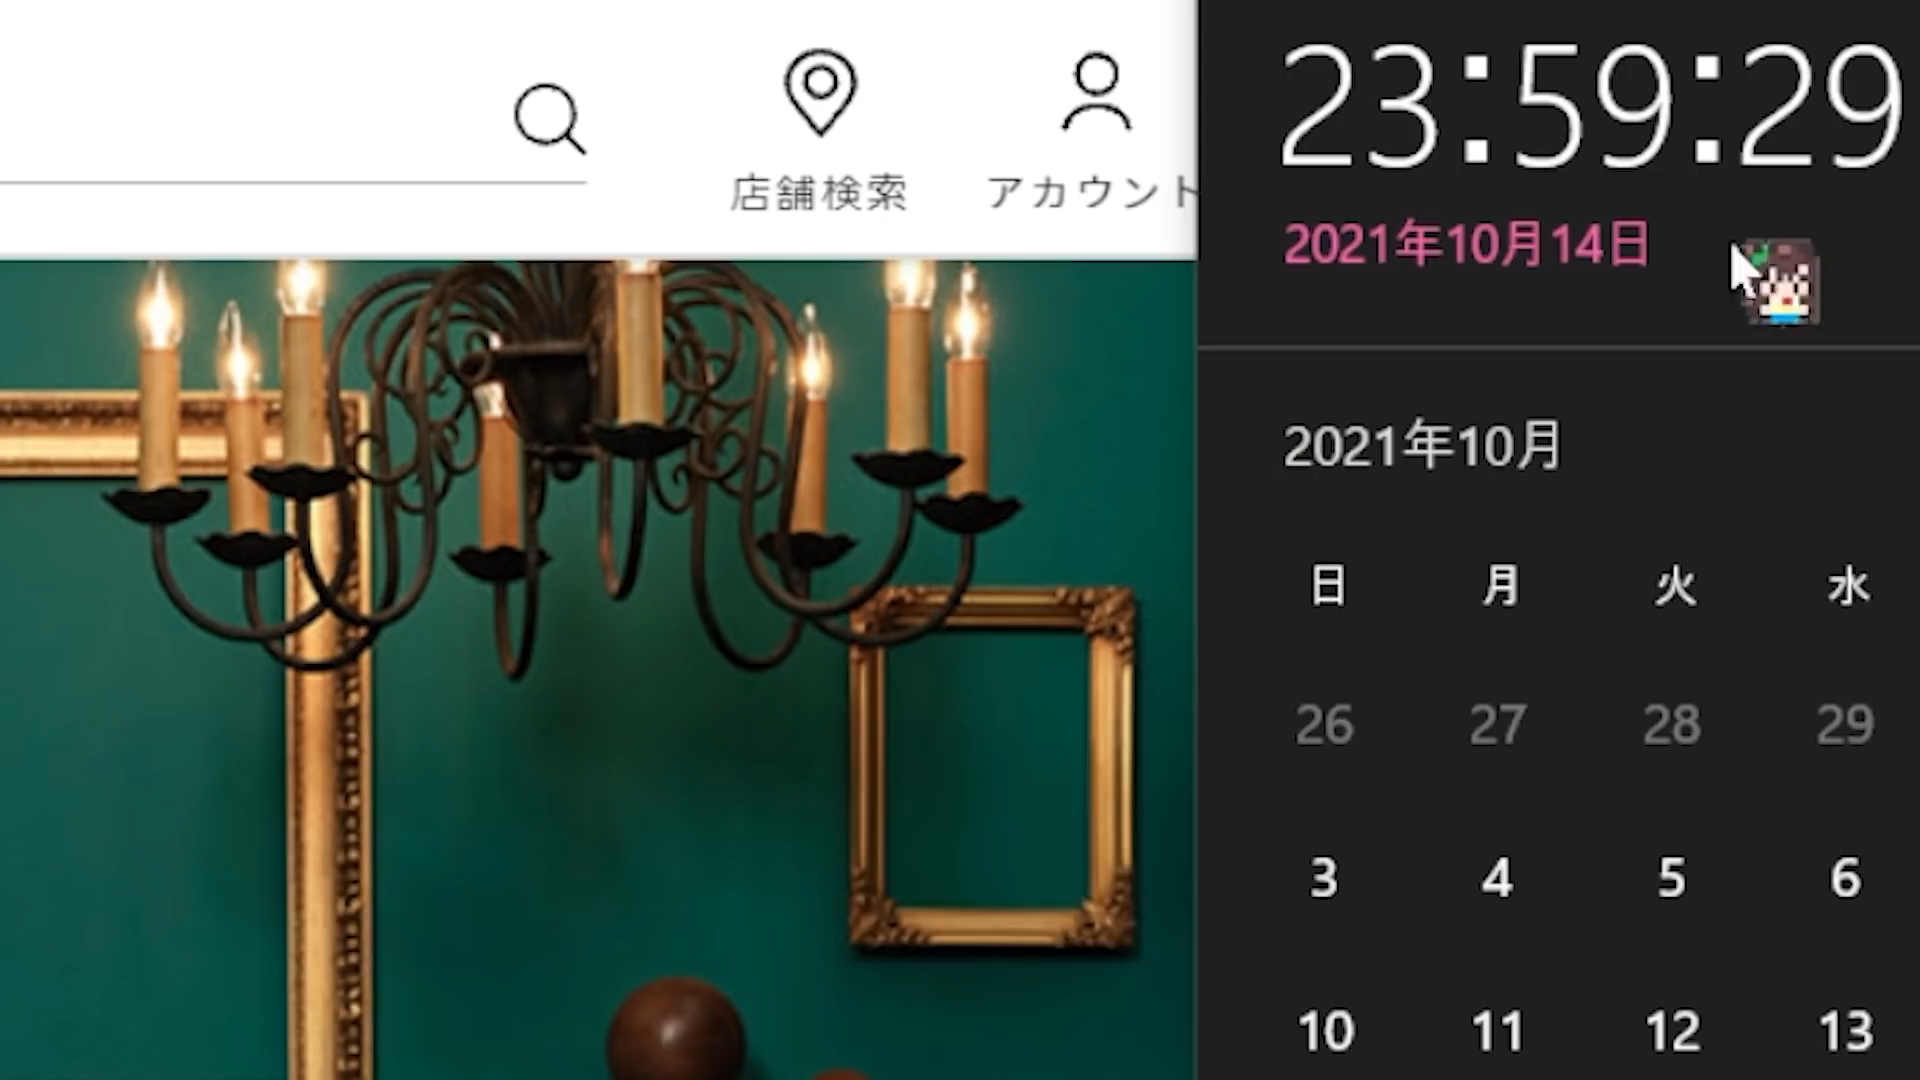 店舗検索
アカウント
23:59:29
2021年10月14日
2021年10月
日 月 火 水
26 27 28 29
3 4 5 6
10 11 12 13